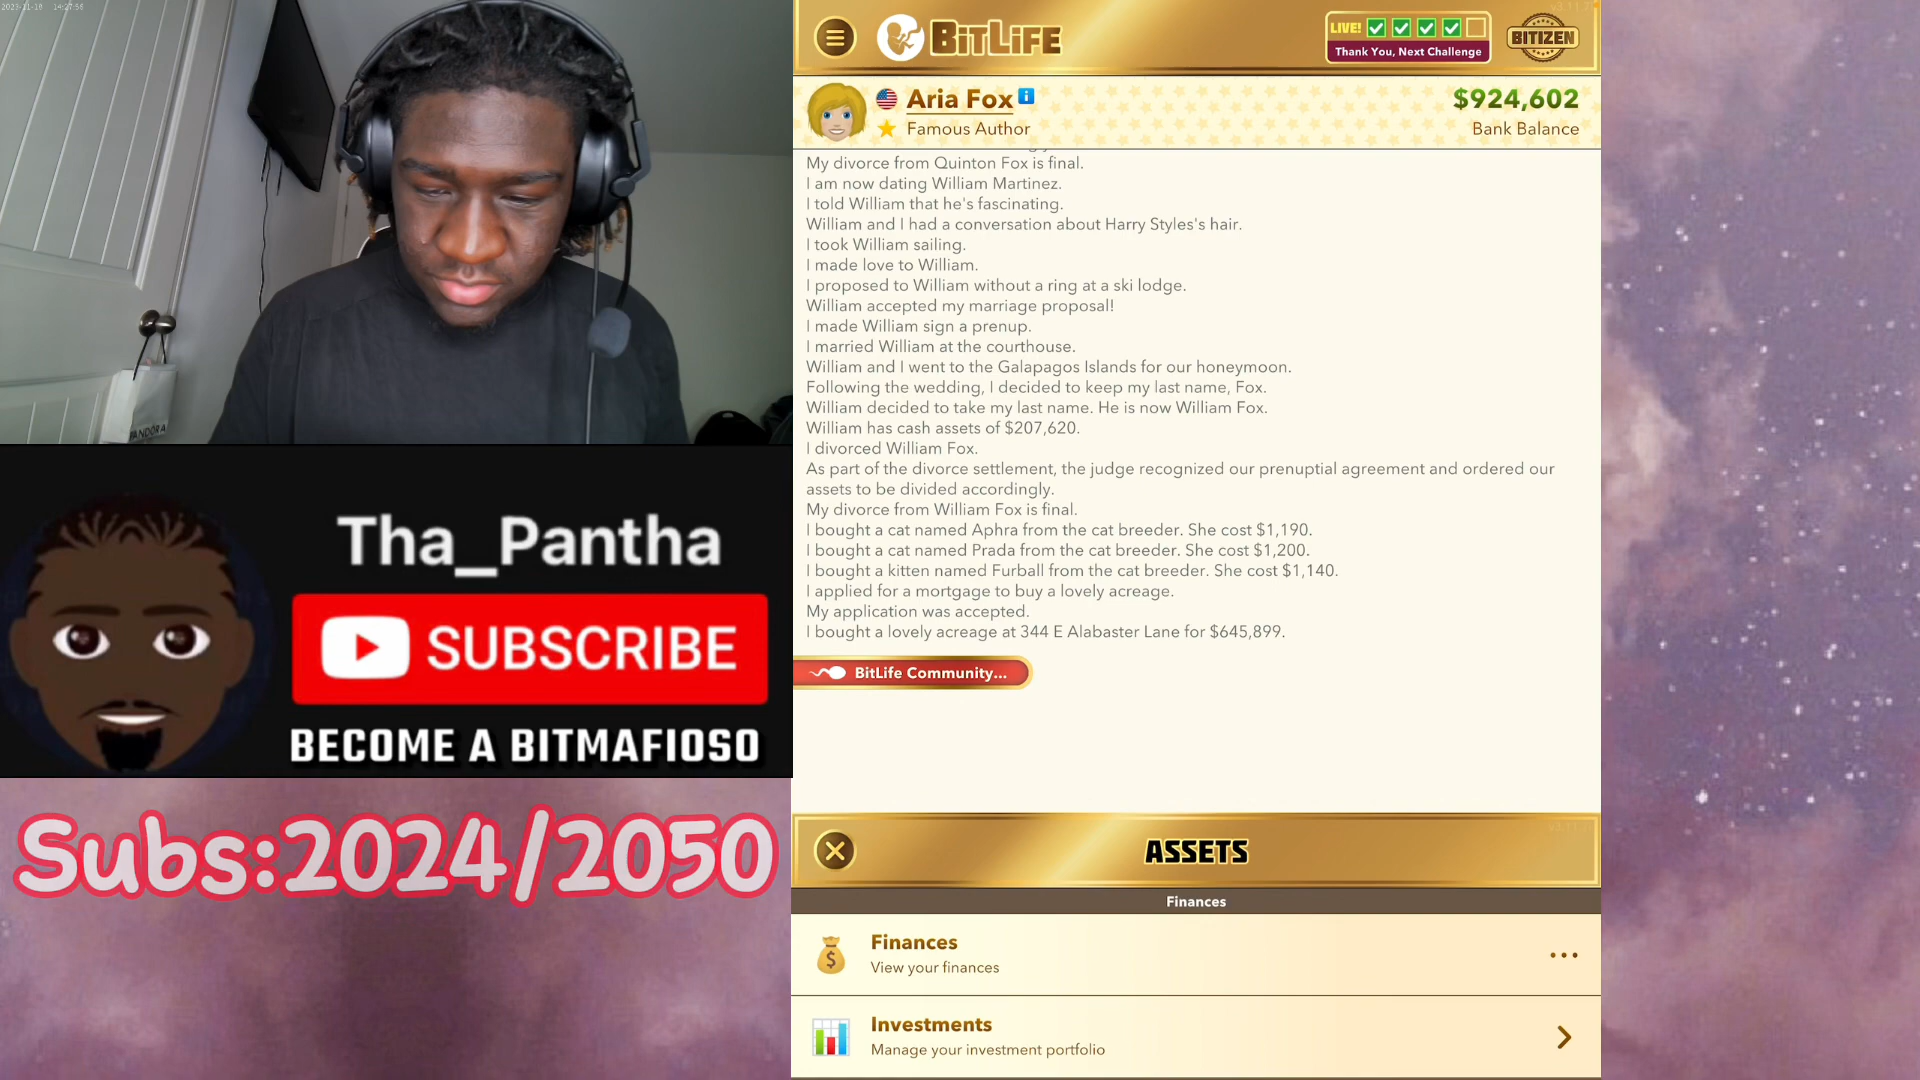 2023-11-18 14:27:56
PANDORA
Tha_Pantha
SUBSCRIBE
BECOME A BITMAFIOSO
Subs:2024/2050
BITLIFE
LIVE!
Thank You, Next Challenge
BITIZEN
Aria Fox
Famous Author
$924,602
Bank Balance
My divorce from Quinton Fox is final.
I am now dating William Martinez.
I told William that he's fascinating.
William and I had a conversation about Harry Styles's hair.
I took William sailing.
I made love to William.
I proposed to William without a ring at a ski lodge.
William accepted my marriage proposal!
I made William sign a prenup.
I married William at the courthouse.
William and I went to the Galapagos Islands for our honeymoon.
Following the wedding, I decided to keep my last name, Fox.
William decided to take my last name. He is now William Fox.
William has cash assets of $207,620.
I divorced William Fox.
As part of the divorce settlement, the judge recognized our prenuptial agreement and ordered our
assets to be divided accordingly.
My divorce from William Fox is final.
I bought a cat named Aphra from the cat breeder. She cost $1,190.
I bought a cat named Prada from the cat breeder. She cost $1,200.
I bought a kitten named Furball from the cat breeder. She cost $1,140.
I applied for a mortgage to buy a lovely acreage.
My application was accepted.
I bought a lovely acreage at 344 E Alabaster Lane for $645,899.
BitLife Community...
ASSETS
Finances
Finances
View your finances
Investments
Manage your investment portfolio